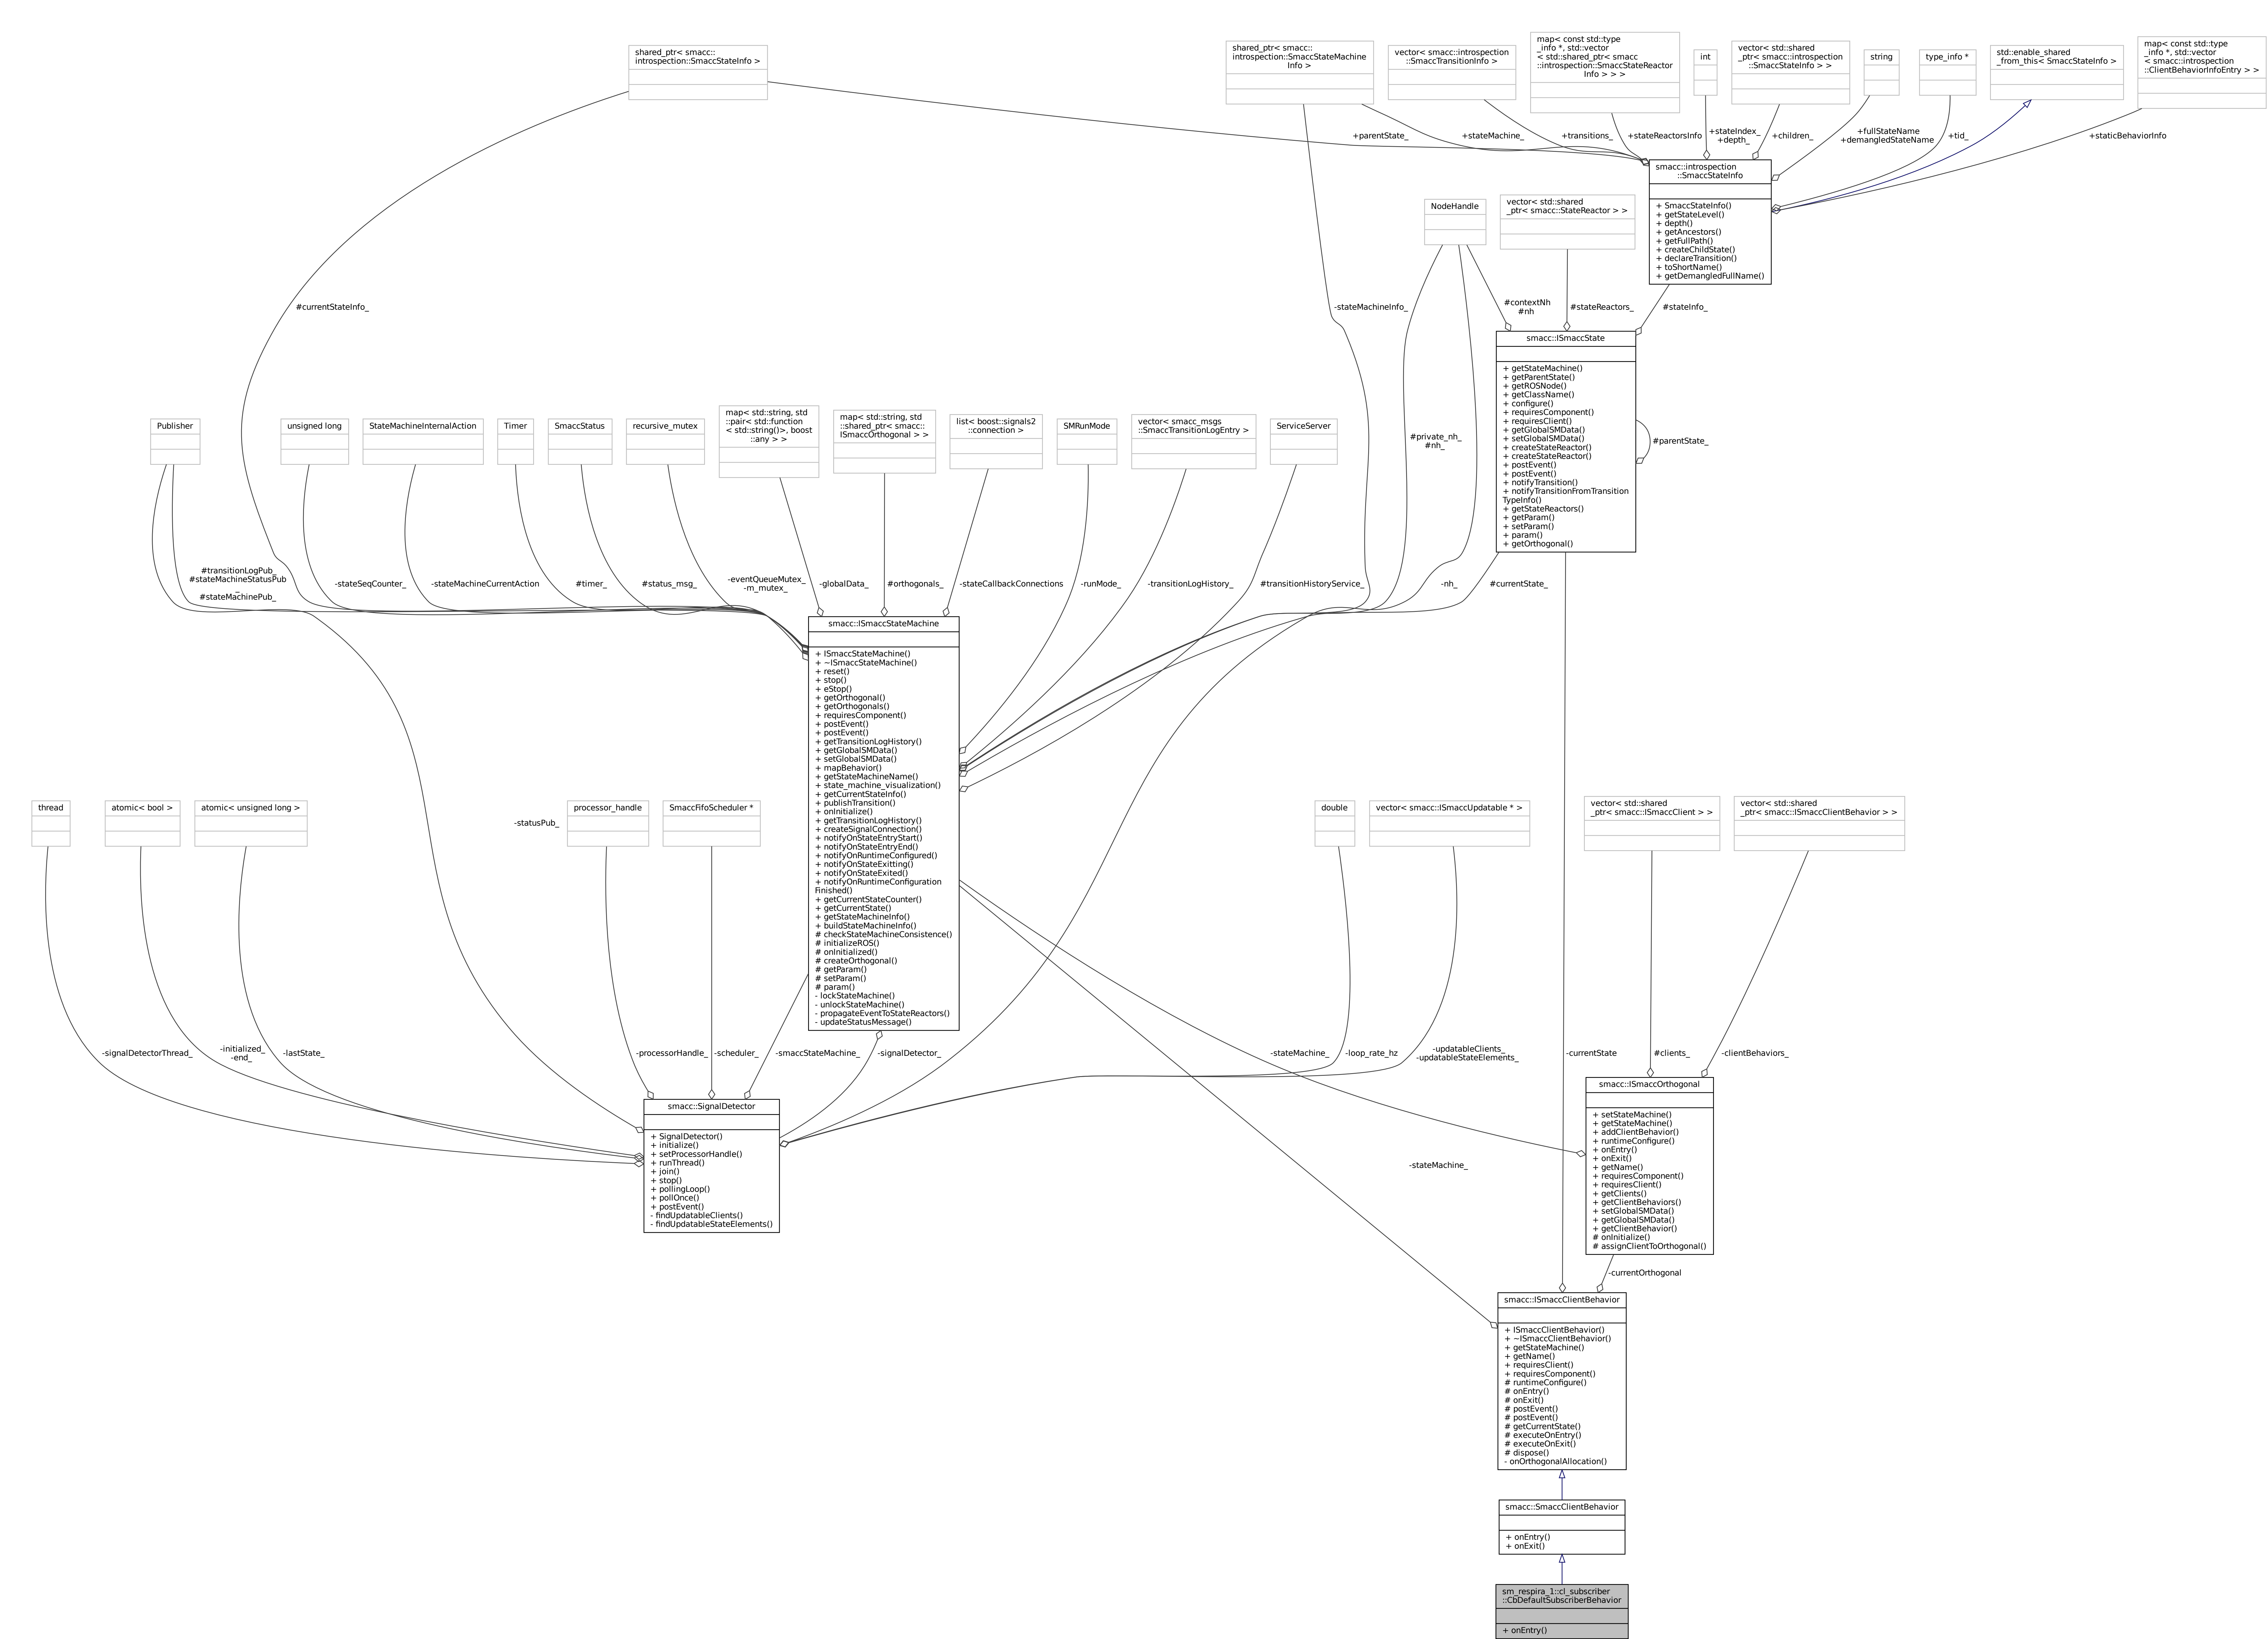 shared_ptr< smacc::
introspection::SmaccStateInfo >
shared_ptr< smacc::
introspection::SmaccStateMachine
Info >
vector< smacc::introspection
::SmaccTransitionInfo >
map< const std::type
_info *, std::vector
< std::shared_ptr< smacc
::introspection::SmaccStateReactor
Info > > >
int
vector< std::shared
_ptr< smacc::introspection
::SmaccStateInfo > >
string
type_info *
std::enable_shared
_from_this< SmaccStateInfo >
map< const std::type
_info *, std::vector
< smacc::introspection
::ClientBehaviorInfoEntry > >
+parentState_
+stateMachine_
+transitions_
+stateReactorsInfo
+stateIndex_
+depth_
+children_
+fullStateName
+demangledStateName
+tid_
+staticBehaviorInfo
smacc::introspection
::SmaccStateInfo
+ SmaccStateInfo()
+ getStateLevel()
+ depth()
+ getAncestors()
+ getFullPath()
+ createChildState()
+ declareTransition()
+ toShortName()
+ getDemangledFullName()
NodeHandle
vector< std::shared
_ptr< smacc::StateReactor > >
#currentStateInfo_
-stateMachineInfo_
#contextNh
#nh
#stateReactors_
#stateInfo_
smacc::ISmaccState
+ getStateMachine()
+ getParentState()
+ getROSNode()
+ getClassName()
+ configure()
+ requiresComponent()
+ requiresClient()
+ getGlobalSMData()
+ setGlobalSMData()
+ createStateReactor()
+ createStateReactor()
+ postEvent()
+ postEvent()
+ notifyTransition()
+ notifyTransitionFromTransition
TypeInfo()
+ getStateReactors()
+ getParam()
+ setParam()
+ param()
+ getOrthogonal()
#parentState_
#private_nh_
#nh_
Publisher
unsigned long
StateMachineInternalAction
Timer
SmaccStatus
recursive_mutex
map< std::string, std
::pair< std::function
< std::string()>, boost
::any > >
map< std::string, std
::shared_ptr< smacc::
ISmaccOrthogonal > >
list< boost::signals2
::connection >
SMRunMode
vector< smacc_msgs
::SmaccTransitionLogEntry >
ServiceServer
#transitionLogPub_
#stateMachineStatusPub
_
#stateMachinePub_
-stateSeqCounter_
-stateMachineCurrentAction
#timer_
#status_msg_
-eventQueueMutex_
-m_mutex_
-globalData_
#orthogonals_
-stateCallbackConnections
-runMode_
-transitionLogHistory_
#transitionHistoryService_
-nh_
#currentState_
smacc::ISmaccStateMachine
+ ISmaccStateMachine()
+ ~ISmaccStateMachine()
+ reset()
+ stop()
+ eStop()
+ getOrthogonal()
+ getOrthogonals()
+ requiresComponent()
+ postEvent()
+ postEvent()
+ getTransitionLogHistory()
+ getGlobalSMData()
+ setGlobalSMData()
+ mapBehavior()
+ getStateMachineName()
+ state_machine_visualization()
+ getCurrentStateInfo()
+ publishTransition()
+ onInitialize()
+ getTransitionLogHistory()
+ createSignalConnection()
+ notifyOnStateEntryStart()
+ notifyOnStateEntryEnd()
+ notifyOnRuntimeConfigured()
+ notifyOnStateExitting()
+ notifyOnStateExited()
+ notifyOnRuntimeConfiguration
Finished()
+ getCurrentStateCounter()
+ getCurrentState()
+ getStateMachineInfo()
+ buildStateMachineInfo()
# checkStateMachineConsistence()
# initializeROS()
# onInitialized()
# createOrthogonal()
# getParam()
# setParam()
# param()
- lockStateMachine()
- unlockStateMachine()
- propagateEventToStateReactors()
- updateStatusMessage()
thread
atomic< bool >
atomic< unsigned long >
-statusPub_
processor_handle
SmaccFifoScheduler *
double
vector< smacc::ISmaccUpdatable * >
vector< std::shared
_ptr< smacc::ISmaccClient > >
vector< std::shared
_ptr< smacc::ISmaccClientBehavior > >
-signalDetectorThread_
-initialized_
-end_
-lastState_
-processorHandle_
-scheduler_
-smaccStateMachine_
-signalDetector_
-stateMachine_
-loop_rate_hz
-updatableClients_
-updatableStateElements_
-currentState
#clients_
-clientBehaviors_
smacc::SignalDetector
+ SignalDetector()
+ initialize()
+ setProcessorHandle()
+ runThread()
+ join()
+ stop()
+ pollingLoop()
+ pollOnce()
+ postEvent()
- findUpdatableClients()
- findUpdatableStateElements()
smacc::ISmaccOrthogonal
+ setStateMachine()
+ getStateMachine()
+ addClientBehavior()
+ runtimeConfigure()
+ onEntry()
+ onExit()
+ getName()
+ requiresComponent()
+ requiresClient()
+ getClients()
+ getClientBehaviors()
+ setGlobalSMData()
+ getGlobalSMData()
+ getClientBehavior()
# onInitialize()
# assignClientToOrthogonal()
-stateMachine_
-currentOrthogonal
smacc::ISmaccClientBehavior
+ ISmaccClientBehavior()
+ ~ISmaccClientBehavior()
+ getStateMachine()
+ getName()
+ requiresClient()
+ requiresComponent()
# runtimeConfigure()
# onEntry()
# onExit()
# postEvent()
# postEvent()
# getCurrentState()
# executeOnEntry()
# executeOnExit()
# dispose()
- onOrthogonalAllocation()
smacc::SmaccClientBehavior
+ onEntry()
+ onExit()
sm_respira_1::cl_subscriber
::CbDefaultSubscriberBehavior
+ onEntry()